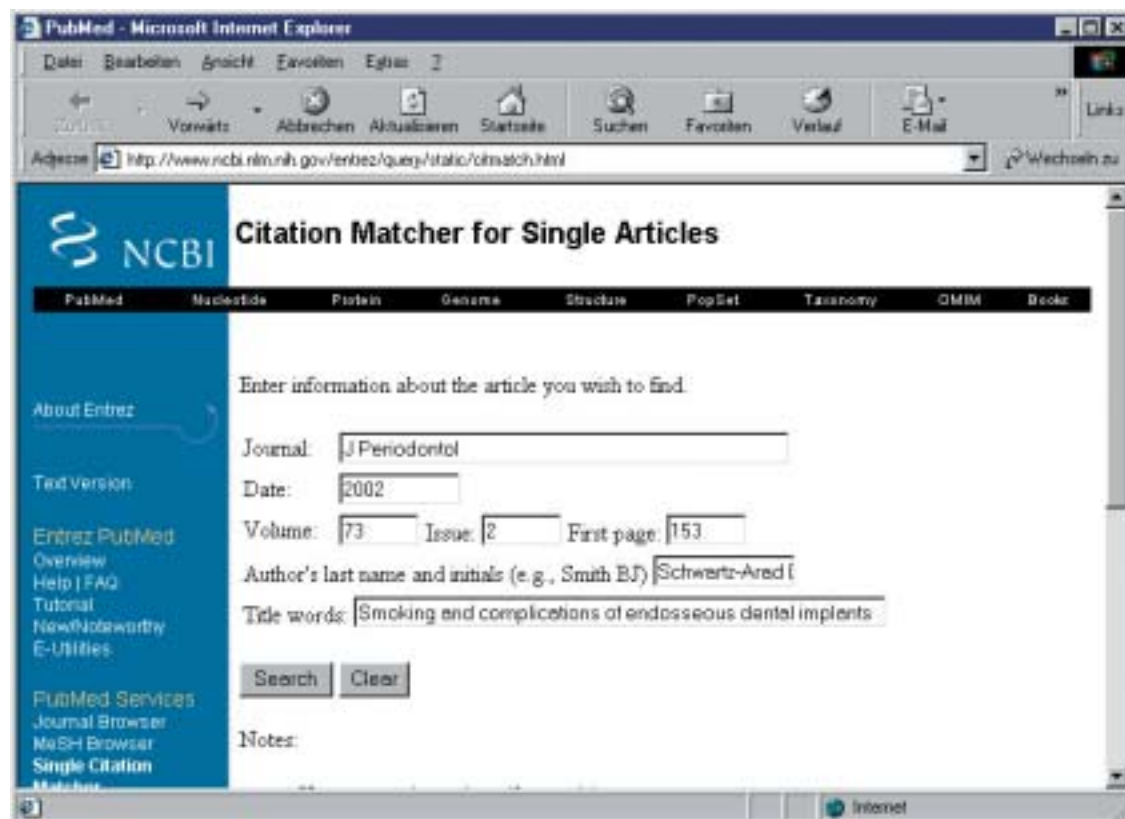 PubMed - Microsoft Internet Explorer
Datei Bearbeiten Ansicht Favoriten Extras ?
Zurück Vorwärts Abbrechen Aktualisieren Startseite Suchen Favoriten Verlauf E-Mail Links
Adresse http://www.ncbi.nlm.nih.gov/entrez/query/static/citmatch.html Wechseln zu
NCBI
Citation Matcher for Single Articles
PubMed Nucleotide Protein Genome Structure PopSet Taxonomy OMIM Books
Enter information about the article you wish to find.
About Entrez
Journal: J Periodontol
Text Version
Date: 2002
Entrez PubMed
Volume: 73 Issue: 2 First page: 153
Overview
Help | FAQ
Author's last name and initials (e.g., Smith BJ) Schwartz-Arad D
Tutorial
Title words: Smoking and complications of endosseous dental implants
New/Noteworthy
E-Utilities
Search Clear
PubMed Services
Journal Browser
MeSH Browser
Notes:
Single Citation
Matcher
Internet